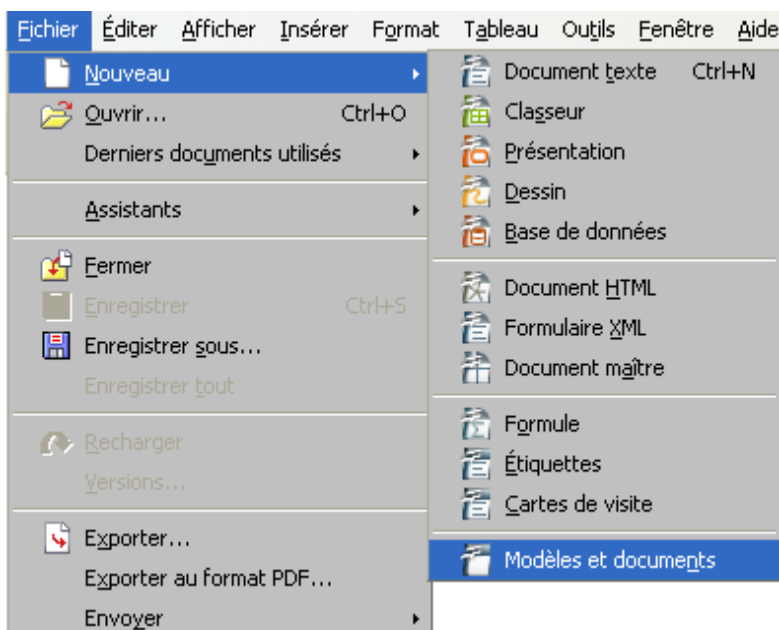 Fichier Éditer Afficher Insérer Format Tableau Outils Fenêtre Aide
Nouveau
Ouvrir... Ctrl+O
Derniers documents utilisés
Assistants
Fermer
Enregistrer Ctrl+S
Enregistrer sous...
Enregistrer tout
Recharger
Versions...
Exporter...
Exporter au format PDF...
Envoyer
Document texte Ctrl+N
Classeur
Présentation
Dessin
Base de données
Document HTML
Formulaire XML
Document maître
Formule
Étiquettes
Cartes de visite
Modèles et documents